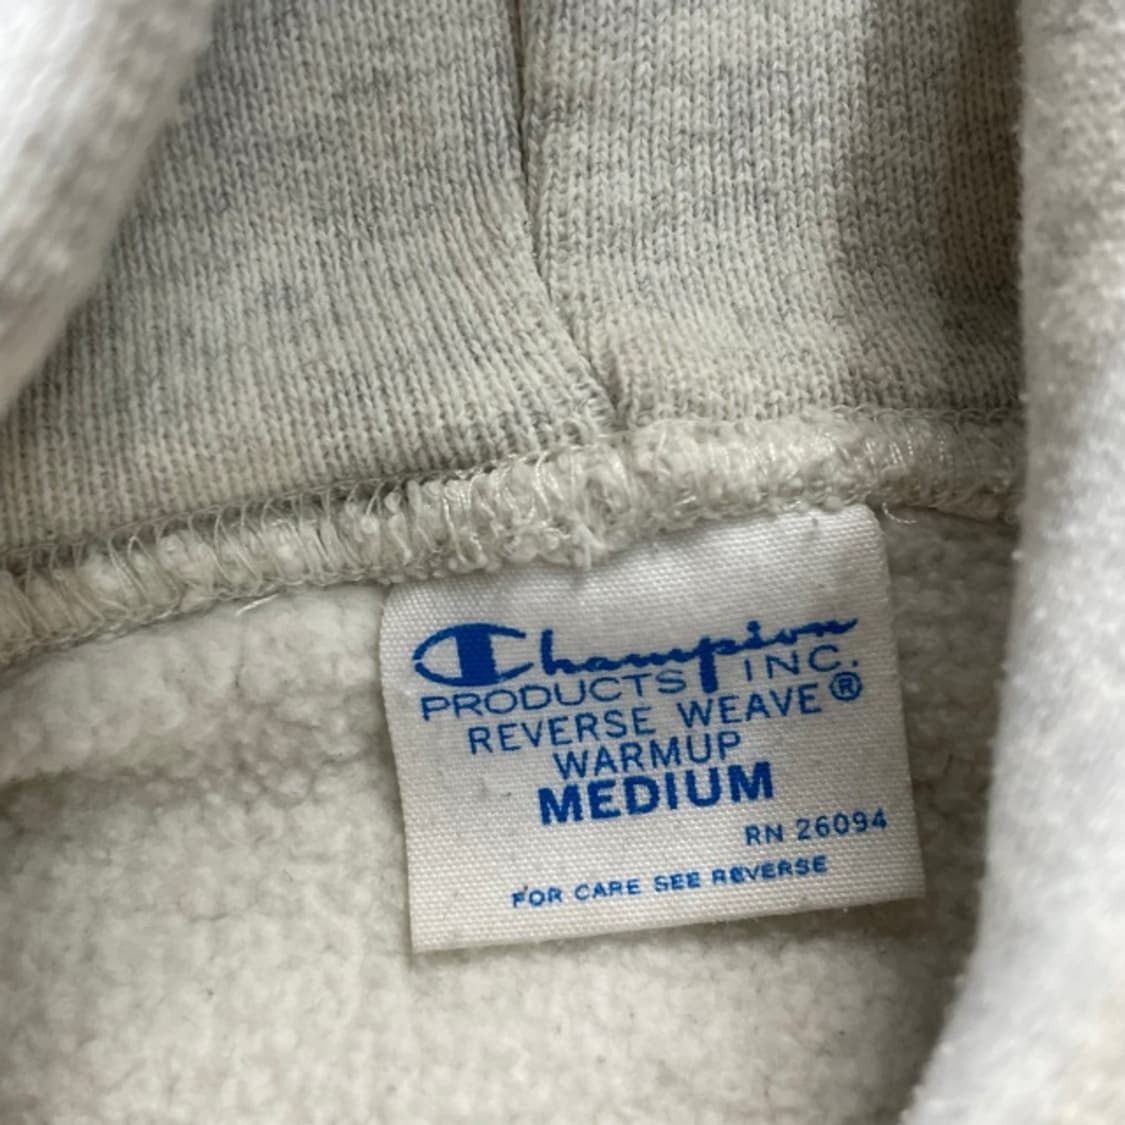 Champion
PRODUCTS INC.
REVERSE WEAVE ®
WARMUP
MEDIUM
RN 26094
FOR CARE SEE REVERSE